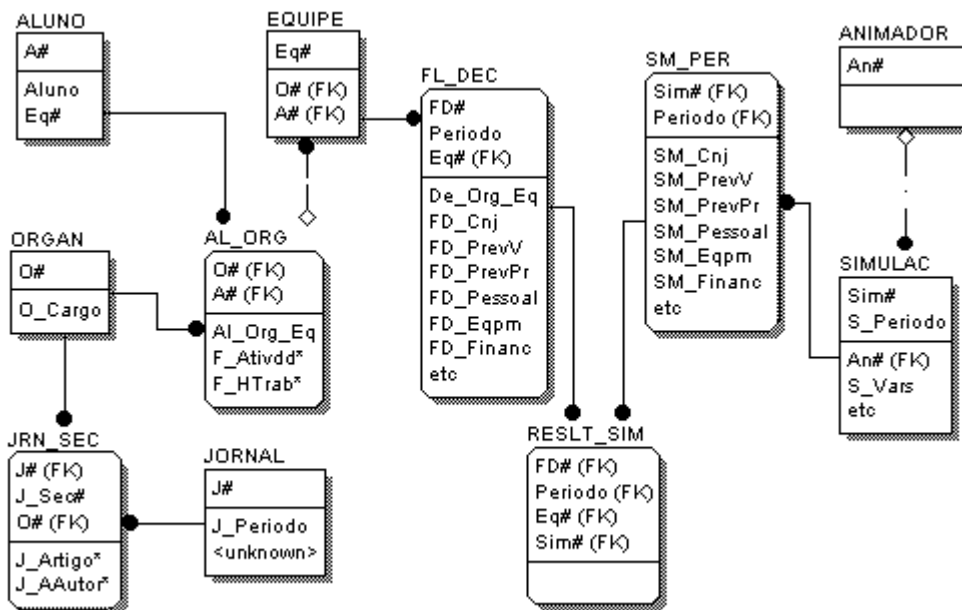 ALUNO
A#
Aluno
Eq#
EQUIPE
Eq#
O# (FK)
A# (FK)
FL_DEC
FD#
Periodo
Eq# (FK)
De_Org_Eq
FD_Cnj
FD_PrevV
FD_PrevPr
FD_Pessoal
FD_Eqpm
FD_Financ
etc
SM_PER
Sim# (FK)
Periodo (FK)
SM_Cnj
SM_PrevV
SM_PrevPr
SM_Pessoal
SM_Eqpm
SM_Financ
etc
ANIMADOR
An#
ORGAN
O#
O_Cargo
AL_ORG
O# (FK)
A# (FK)
Al_Org_Eq
F_Ativdd*
F_HTrab*
SIMULAC
Sim#
S_Periodo
An# (FK)
S_Vars
etc
JRN_SEC
J# (FK)
J_Sec#
O# (FK)
J_Artigo*
J_AAutor*
JORNAL
J#
J_Periodo
<unknown>
RESLT_SIM
FD# (FK)
Periodo (FK)
Eq# (FK)
Sim# (FK)